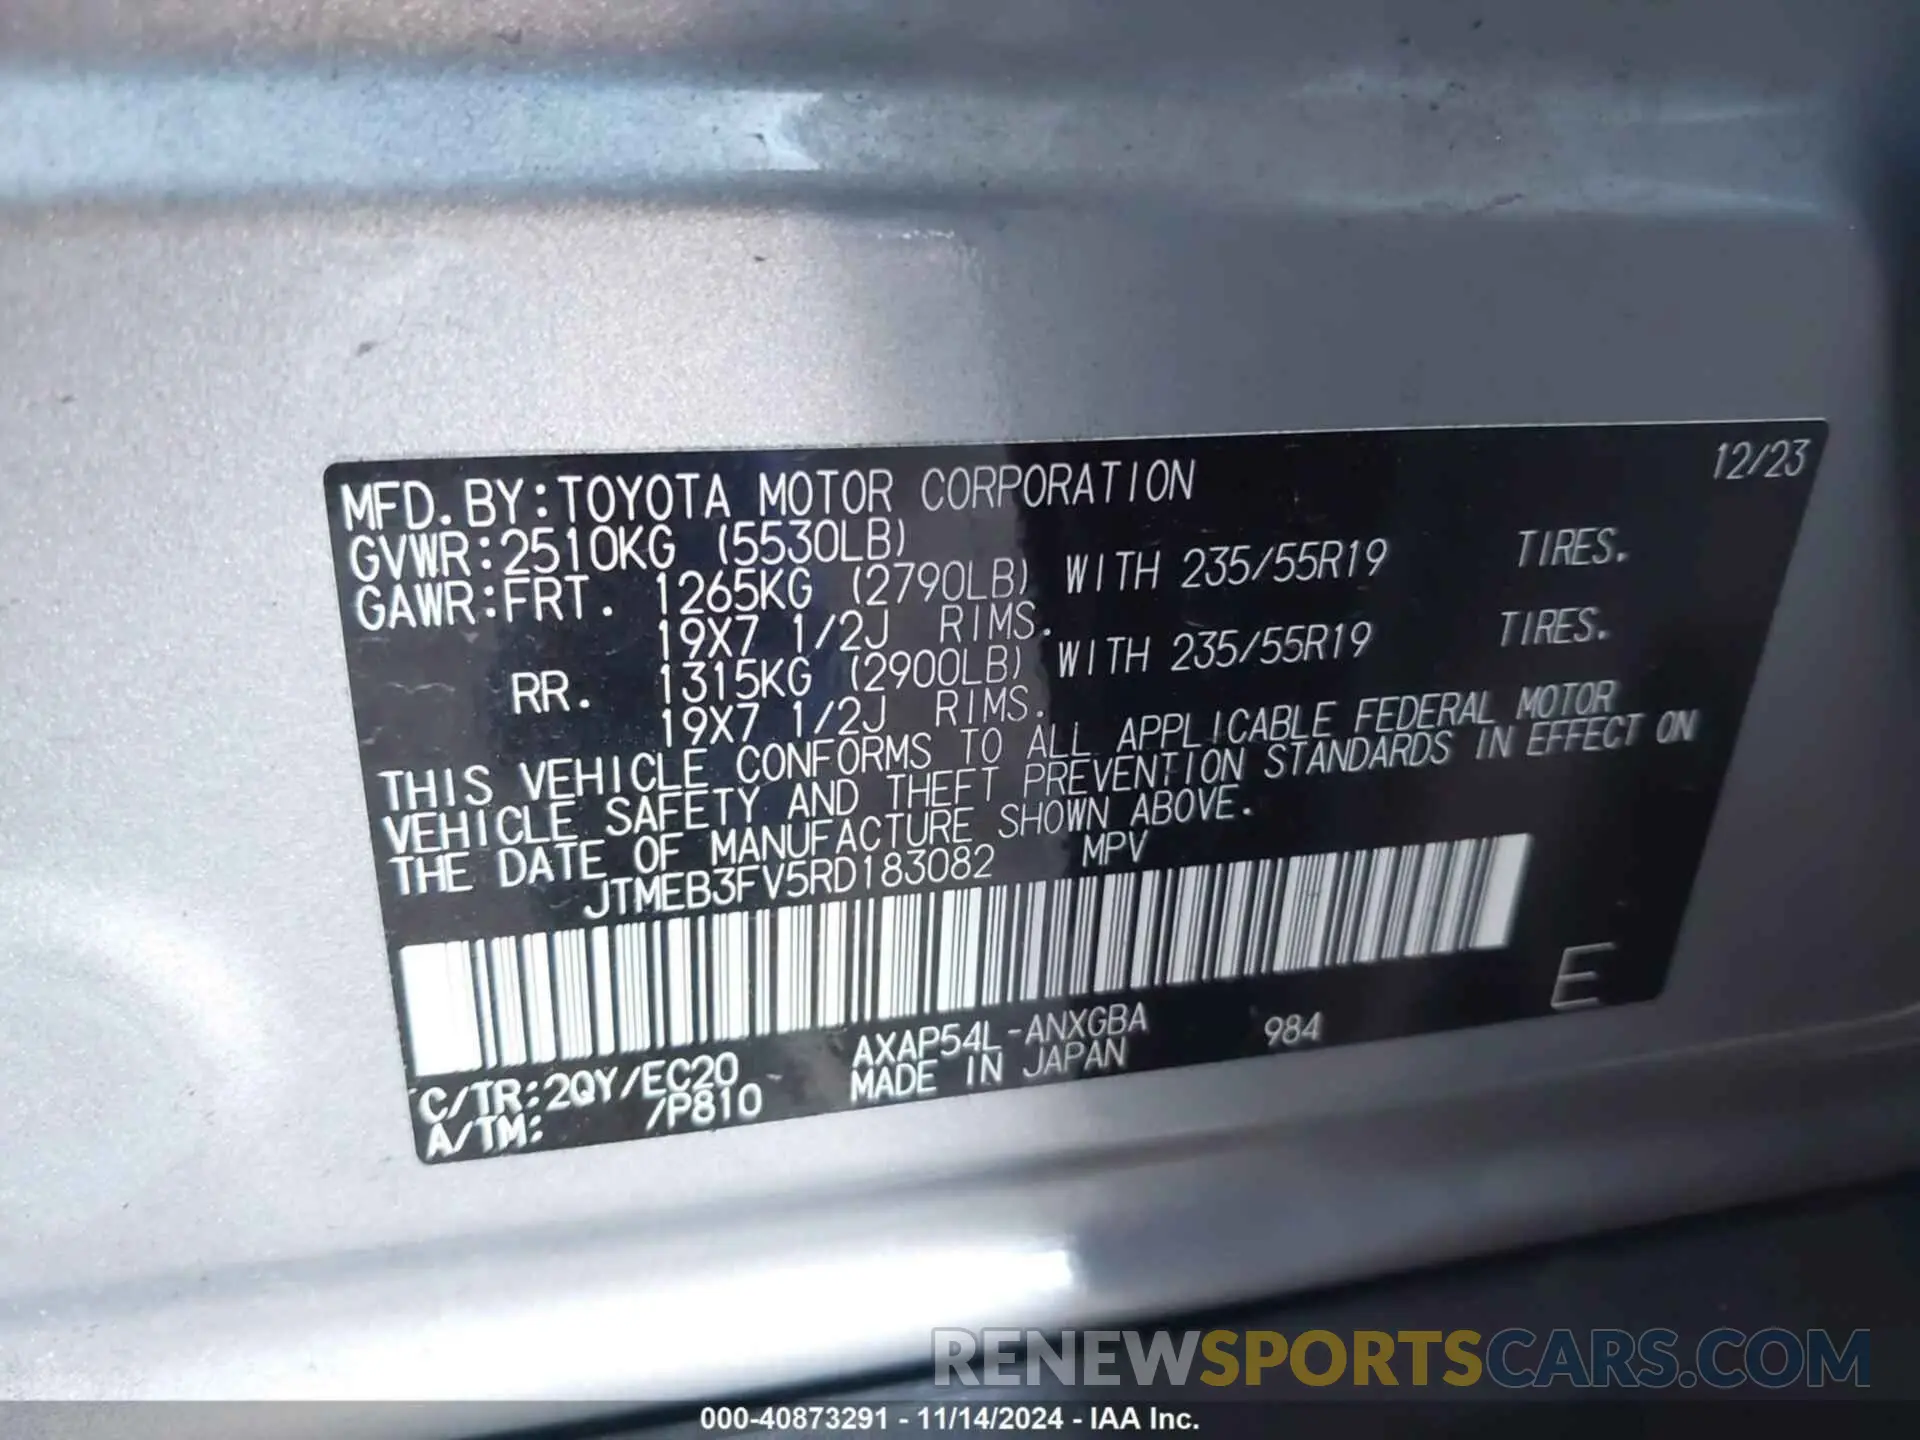 12/23
MFD.BY:TOYOTA MOTOR CORPORATION
GVWR:2510KG (5530LB)
GAWR:FRT. 1265KG (2790LB) WITH 235/55R19 TIRES.
19X7 1/2J RIMS.
RR. 1315KG (2900LB) WITH 235/55R19 TIRES.
19X7 1/2J RIMS.
THIS VEHICLE CONFORMS TO ALL APPLICABLE FEDERAL MOTOR
VEHICLE SAFETY AND THEFT PREVENTION STANDARDS IN EFFECT ON
THE DATE OF MANUFACTURE SHOWN ABOVE.
JTMEB3FV5RD183082 MPV
E
C/TR:2QY/EC20 AXAP54L-ANXGBA 984
A/TM: /P810 MADE IN JAPAN
RENEWSPORTSCARS.COM
000-40873291 - 11/14/2024 - IAA Inc.